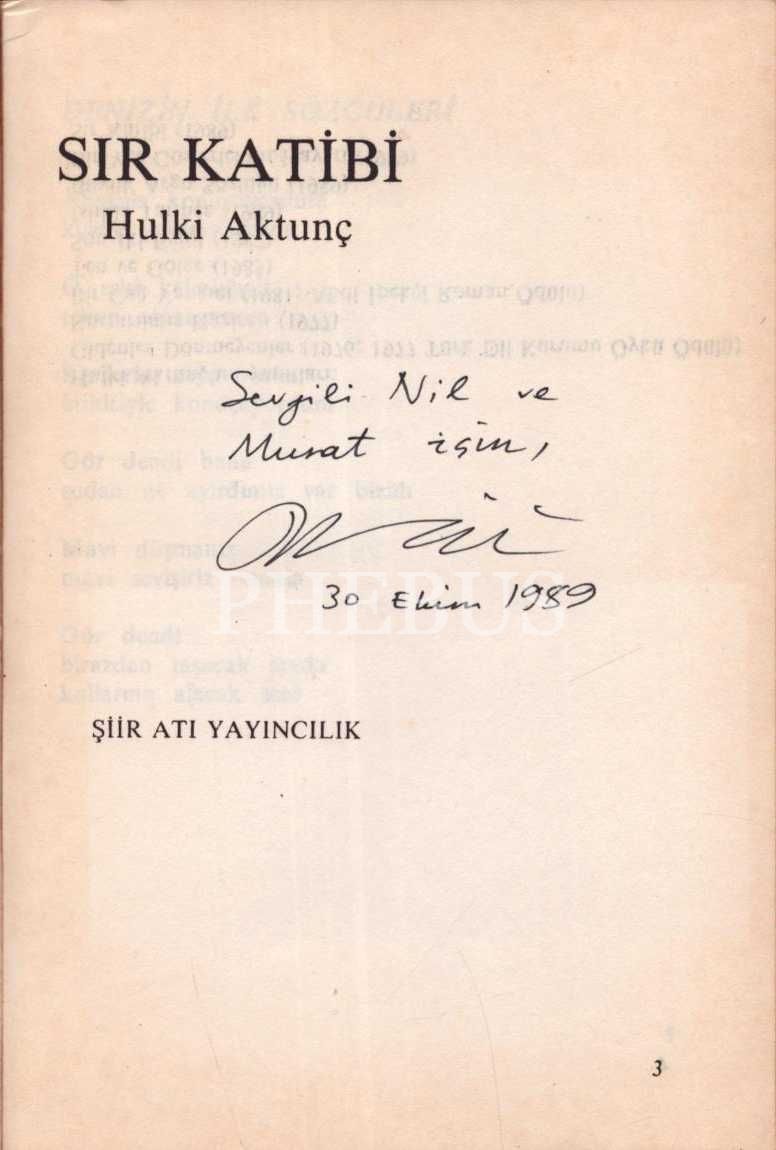 SIR KATİBİ
Hulki Aktunç
Sevgili Nil ve
Murat için,
30 Ekim 1989
PHEBUS
ŞİİR ATI YAYINCILIK
3